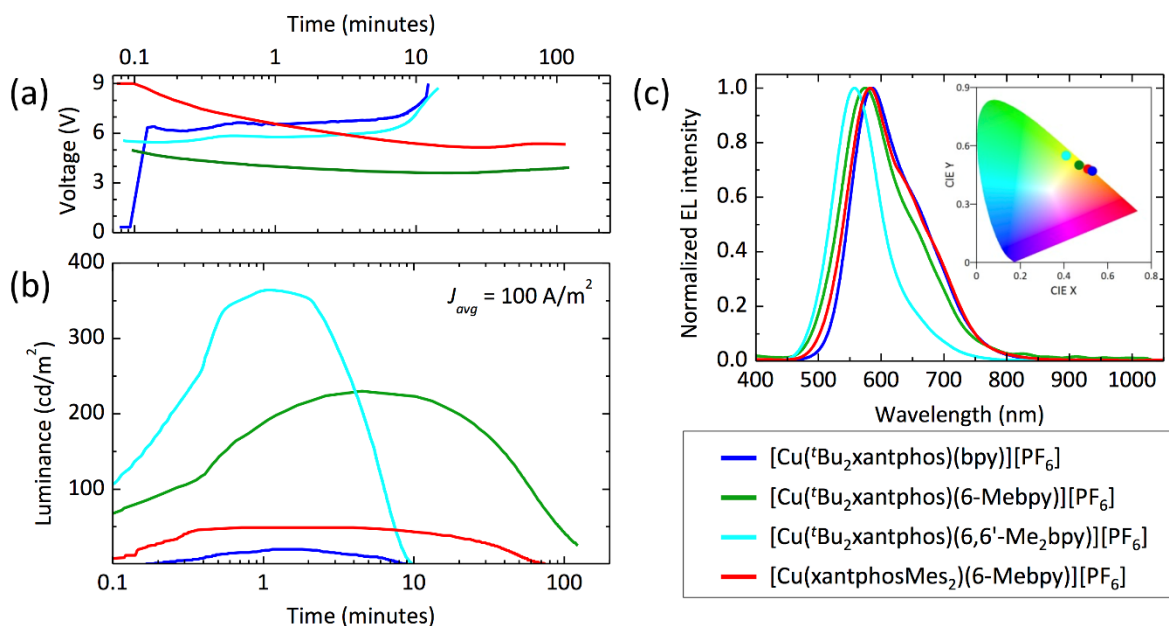 Time (minutes)
0.1 1 10 100
(a)
9
6
3
0
Voltage (V)
(b)
400
300
200
100
Luminance (cd/m²)
J_avg = 100 A/m²
0.1 1 10 100
Time (minutes)
(c)
1.0
0.8
0.6
0.4
0.2
0.0
Normalized EL intensity
0.9
0.6
0.3
0
CIE Y
0 0.2 0.4 0.6 0.8
CIE X
400 500 600 700 800 900 1000
Wavelength (nm)
[Cu(ᵗBu₂xantphos)(bpy)][PF₆]
[Cu(ᵗBu₂xantphos)(6-Mebpy)][PF₆]
[Cu(ᵗBu₂xantphos)(6,6'-Me₂bpy)][PF₆]
[Cu(xantphosMes₂)(6-Mebpy)][PF₆]